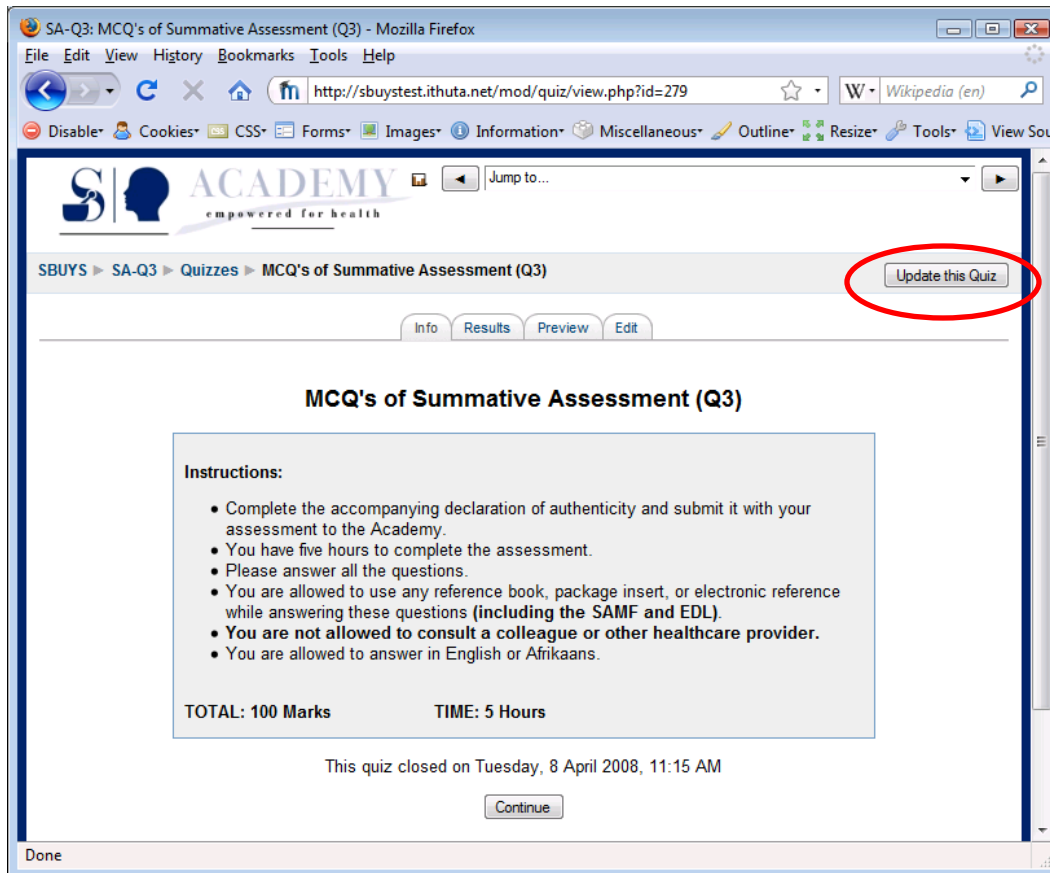 SA-Q3: MCQ's of Summative Assessment (Q3) - Mozilla Firefox
File Edit View History Bookmarks Tools Help
http://sbuystest.ithuta.net/mod/quiz/view.php?id=279 W Wikipedia (en)
Disable Cookies CSS Forms Images Information Miscellaneous Outline Resize Tools View Sou
SB ACADEMY
empowered for health
Jump to...
SBUYS ► SA-Q3 ► Quizzes ► MCQ's of Summative Assessment (Q3)
Update this Quiz
Info Results Preview Edit
MCQ's of Summative Assessment (Q3)
Instructions:
• Complete the accompanying declaration of authenticity and submit it with your
assessment to the Academy.
• You have five hours to complete the assessment.
• Please answer all the questions.
• You are allowed to use any reference book, package insert, or electronic reference
while answering these questions (including the SAMF and EDL).
• You are not allowed to consult a colleague or other healthcare provider.
• You are allowed to answer in English or Afrikaans.
TOTAL: 100 Marks TIME: 5 Hours
This quiz closed on Tuesday, 8 April 2008, 11:15 AM
Continue
Done